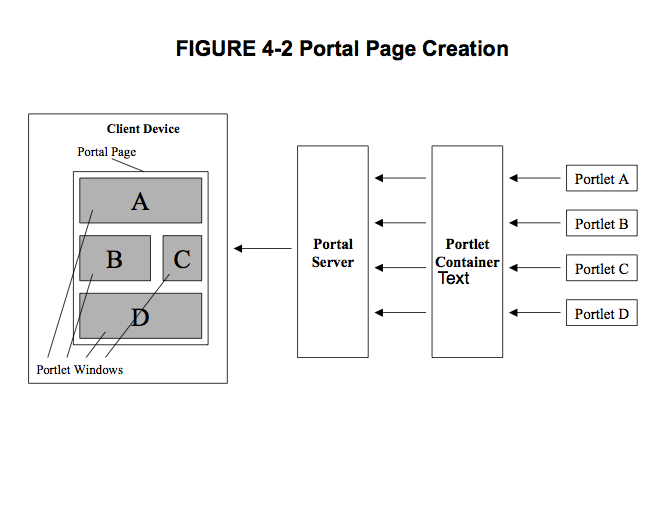 FIGURE 4-2 Portal Page Creation
Client Device
Portal Page
A
B
C
D
Portlet Windows
Portal
Server
Portlet
Container
Text
Portlet A
Portlet B
Portlet C
Portlet D